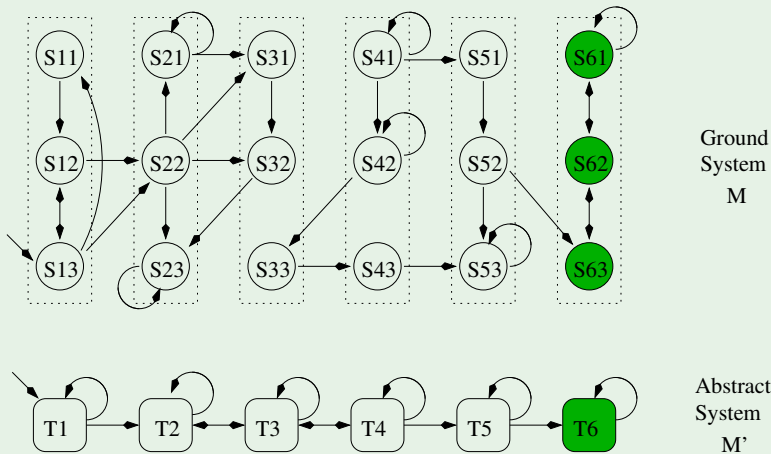 S11 S21 S31 S41 S51 S61
S12 S22 S32 S42 S52 S62
Ground
System
M
S13 S23 S33 S43 S53 S63
Abstract
System
M'
T1 T2 T3 T4 T5 T6